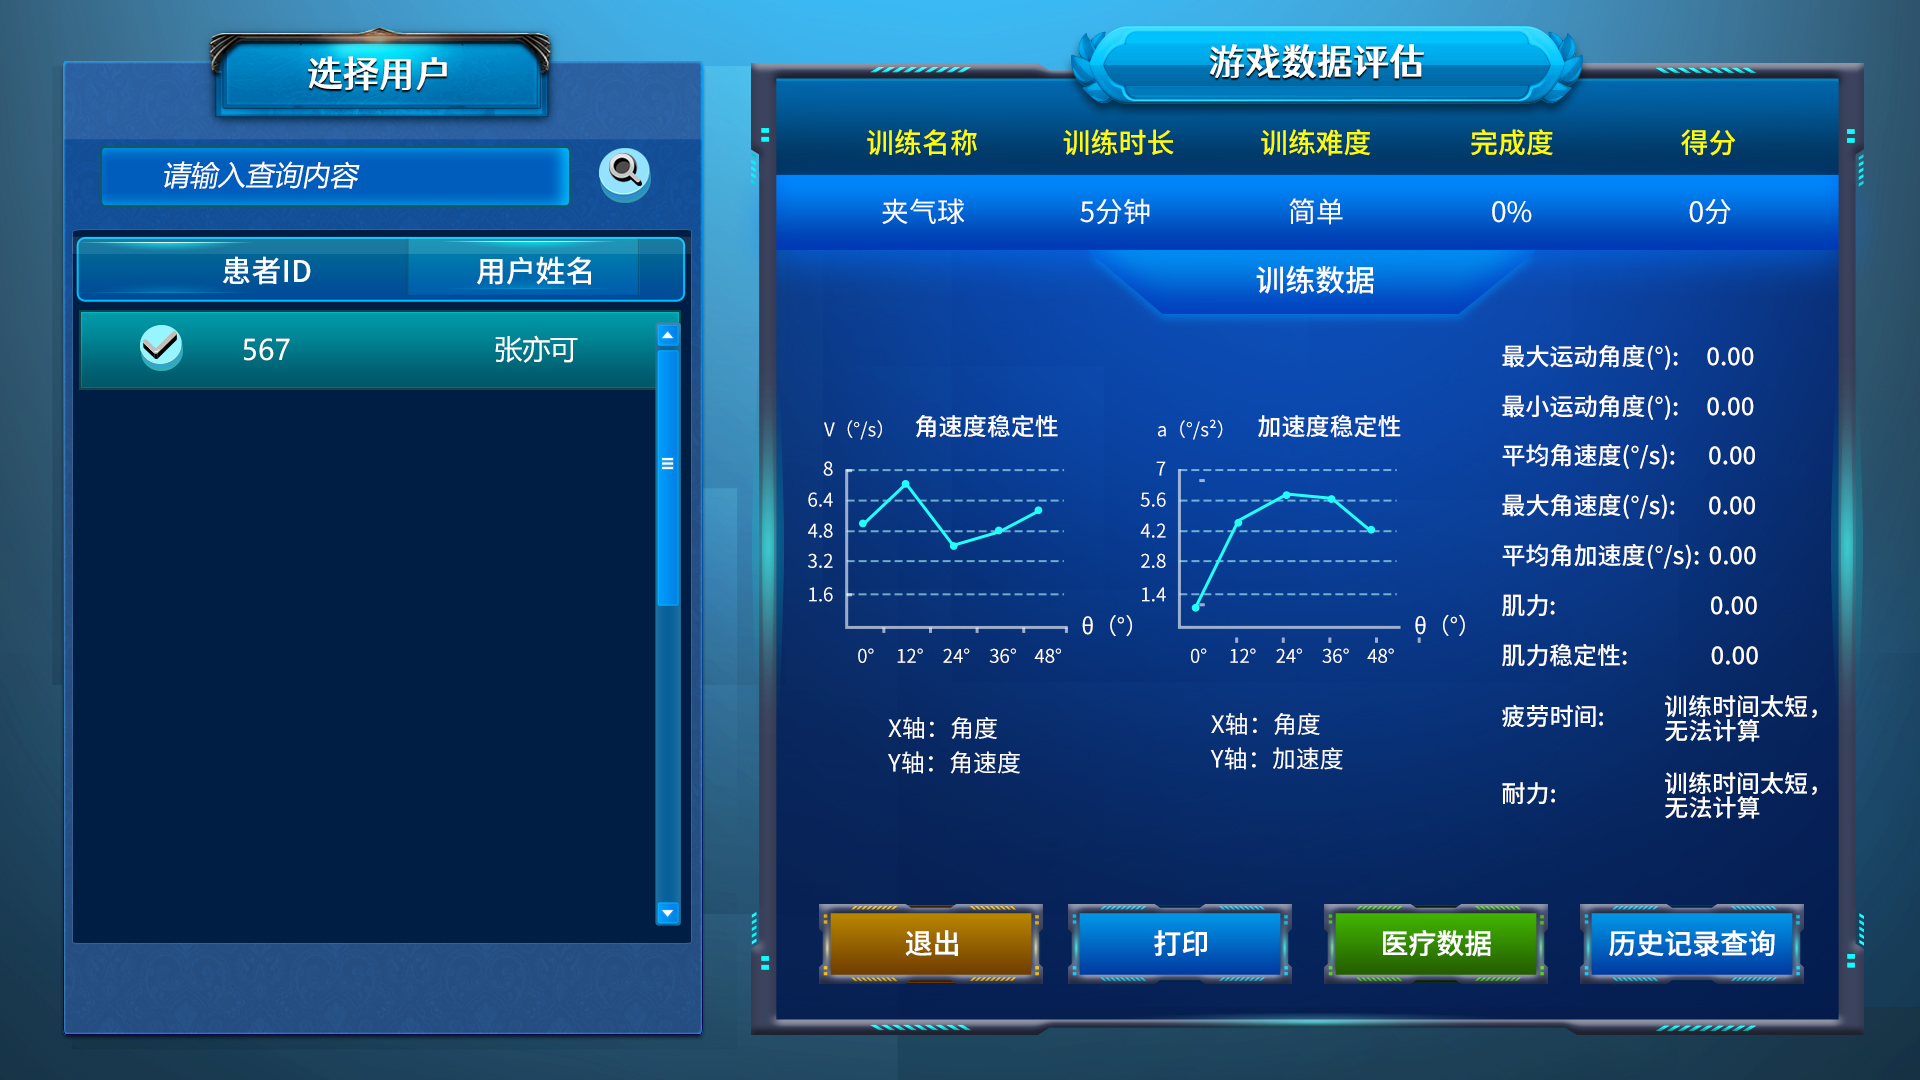 选择用户
请输入查询内容
患者ID 用户姓名
567 张亦可
游戏数据评估
训练名称 训练时长 训练难度 完成度 得分
夹气球 5分钟 简单 0% 0分
训练数据
V（°/s） 角速度稳定性
8
6.4
4.8
3.2
1.6
θ（°）
0° 12° 24° 36° 48°
X轴：角度
Y轴：角速度
a（°/s²） 加速度稳定性
7
5.6
4.2
2.8
1.4
θ（°）
0° 12° 24° 36° 48°
X轴：角度
Y轴：加速度
最大运动角度(°): 0.00
最小运动角度(°): 0.00
平均角速度(°/s): 0.00
最大角速度(°/s): 0.00
平均角加速度(°/s): 0.00
肌力: 0.00
肌力稳定性: 0.00
疲劳时间: 训练时间太短，
无法计算
耐力: 训练时间太短，
无法计算
退出 打印 医疗数据 历史记录查询